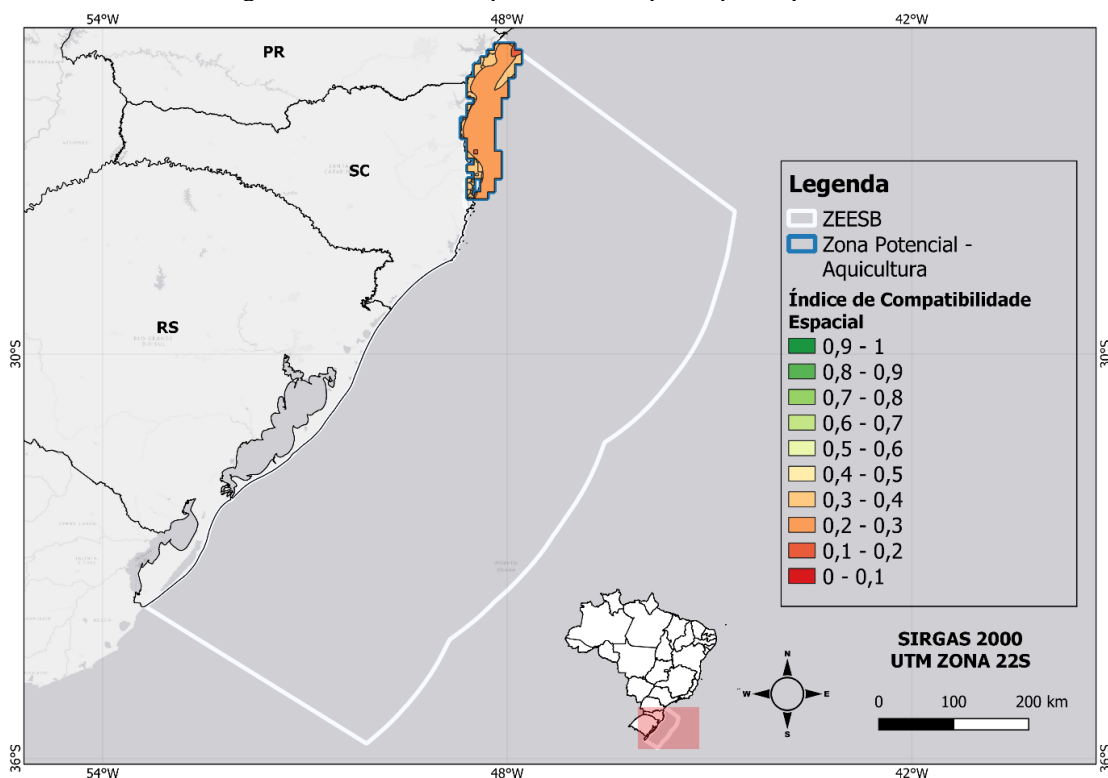 54°W
48°W
42°W
PR
SC
RS
30°S
30°S
Legenda
ZEESB
Zona Potencial -
Aquicultura
Índice de Compatibilidade
Espacial
0,9 - 1
0,8 - 0,9
0,7 - 0,8
0,6 - 0,7
0,5 - 0,6
0,4 - 0,5
0,3 - 0,4
0,2 - 0,3
0,1 - 0,2
0 - 0,1
SIRGAS 2000
UTM ZONA 22S
N
W
E
S
0 100 200 km
36°S
36°S
54°W
48°W
42°W